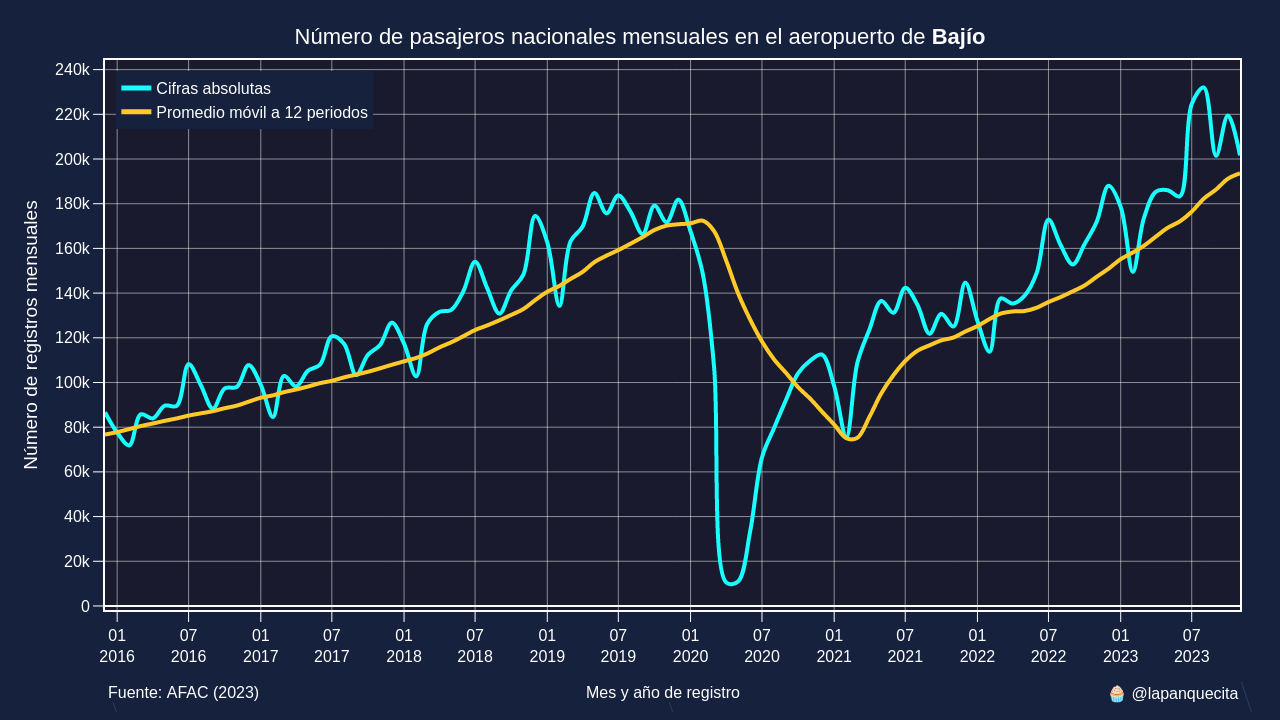 Número de pasajeros nacionales mensuales en el aeropuerto de Bajío
Cifras absolutas
Promedio móvil a 12 periodos
Número de registros mensuales
240k
220k
200k
180k
160k
140k
120k
100k
80k
60k
40k
20k
0
01 07 01 07 01 07 01 07 01 07 01 07 01 07 01 07
2016 2016 2017 2017 2018 2018 2019 2019 2020 2020 2021 2021 2022 2022 2023 2023
Fuente: AFAC (2023) Mes y año de registro 🧁 @lapanquecita